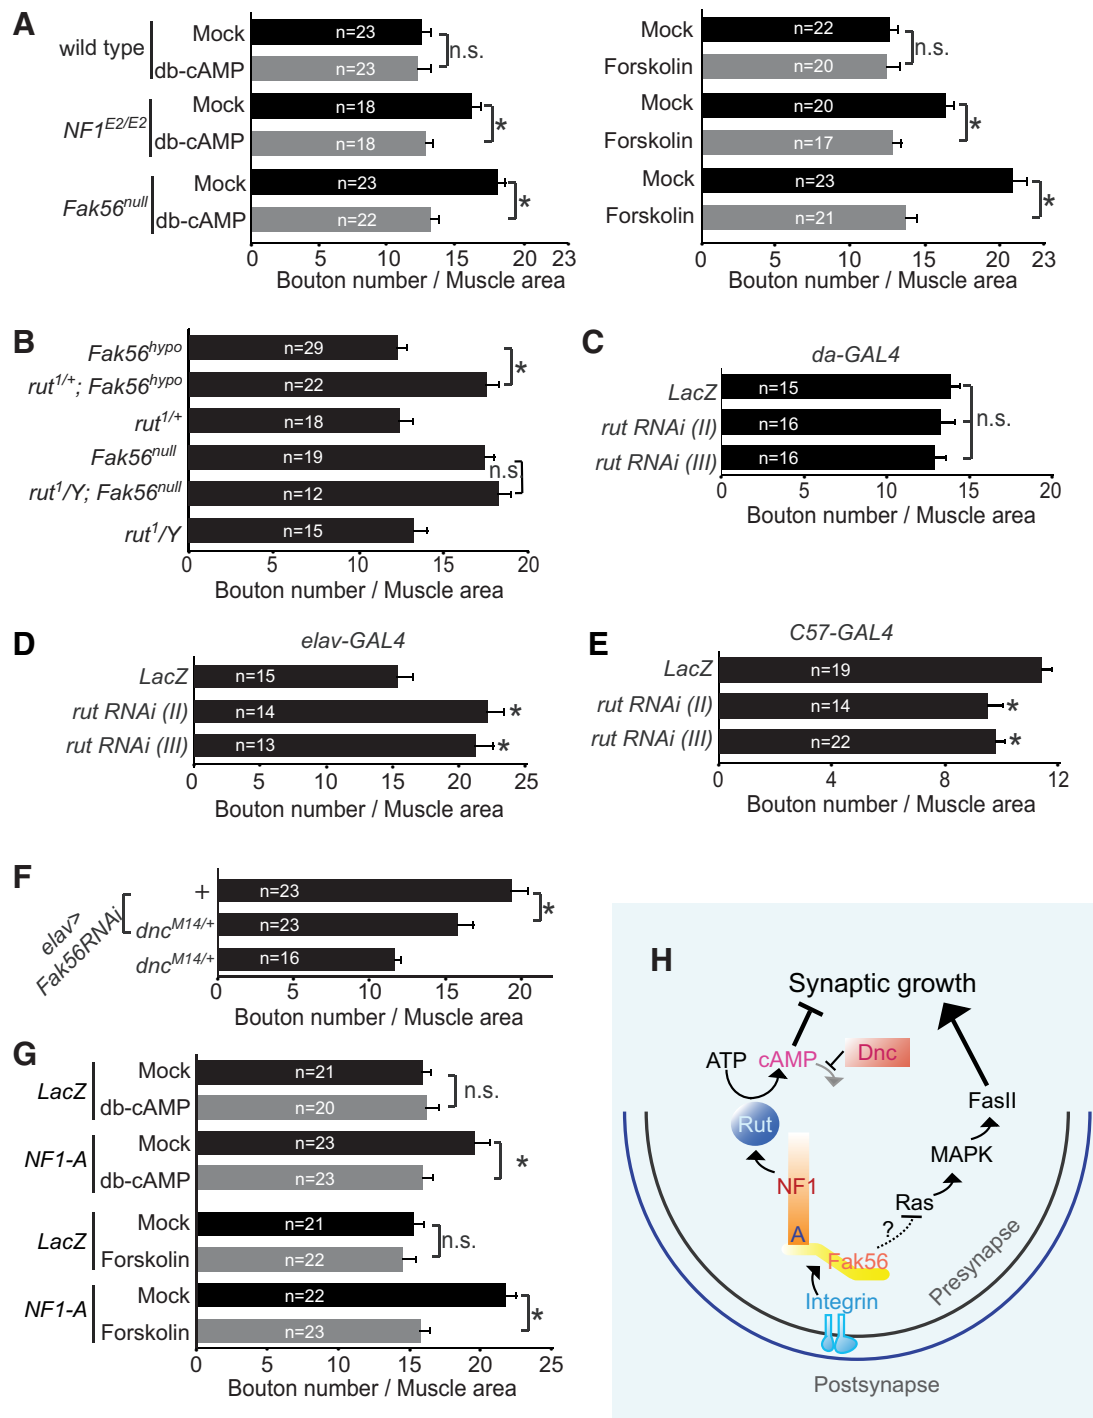 A
wild type
Mock n=23
db-cAMP n=23
n.s.
NF1E2/E2
Mock n=18
db-cAMP n=18
*
Fak56null
Mock n=23
db-cAMP n=22
*
0 5 10 15 20 23
Bouton number / Muscle area
Mock n=22
Forskolin n=20
n.s.
Mock n=20
Forskolin n=17
*
Mock n=23
Forskolin n=21
*
0 5 10 15 20 23
Bouton number / Muscle area
B
Fak56hypo n=29
rut1/+; Fak56hypo n=22
*
rut1/+ n=18
Fak56null n=19
n.s.
rut1/Y; Fak56null n=12
rut1/Y n=15
0 5 10 15 20
Bouton number / Muscle area
C
da-GAL4
LacZ n=15
rut RNAi (II) n=16
n.s.
rut RNAi (III) n=16
0 5 10 15 20
Bouton number / Muscle area
D
elav-GAL4
LacZ n=15
rut RNAi (II) n=14 *
rut RNAi (III) n=13 *
0 5 10 15 20 25
Bouton number / Muscle area
E
C57-GAL4
LacZ n=19
rut RNAi (II) n=14 *
rut RNAi (III) n=22 *
0 4 8 12
Bouton number / Muscle area
F
elav>
Fak56RNAi
+ n=23
*
dncM14/+ n=23
dncM14/+ n=16
0 5 10 15 20
Bouton number / Muscle area
G
LacZ
Mock n=21
db-cAMP n=20
n.s.
NF1-A
Mock n=23
db-cAMP n=23
*
LacZ
Mock n=21
Forskolin n=22
n.s.
NF1-A
Mock n=22
Forskolin n=23
*
0 5 10 15 20 25
Bouton number / Muscle area
H
Synaptic growth
ATP cAMP Dnc
Rut
FasII
MAPK
NF1
Ras
?
A
Fak56
Integrin
Presynapse
Postsynapse